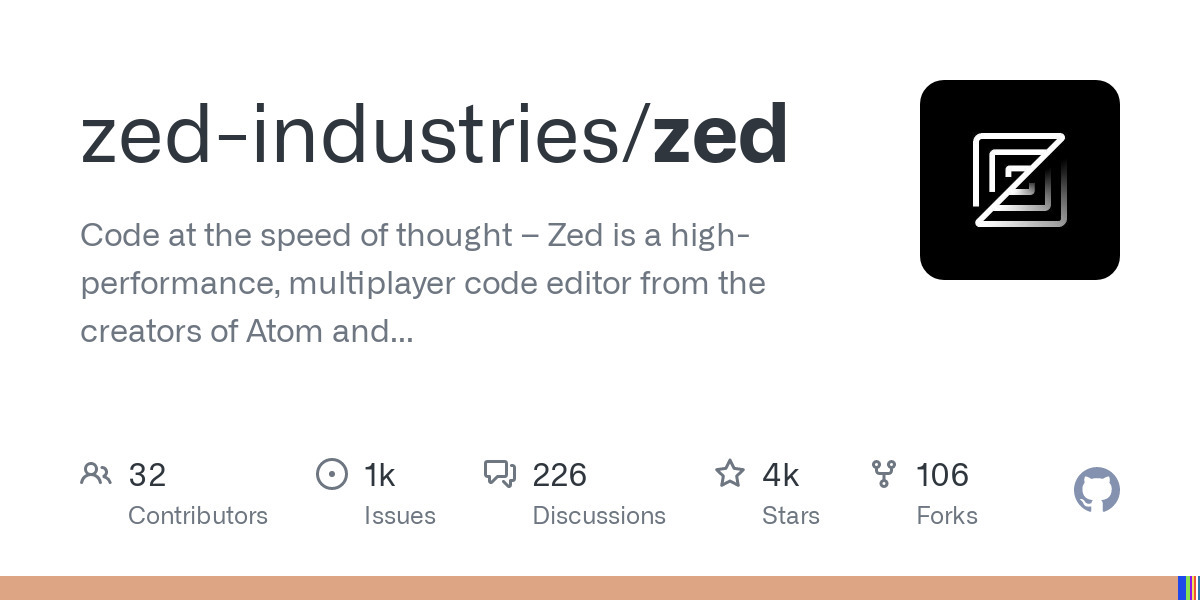 zed-industries/zed
Code at the speed of thought – Zed is a high-
performance, multiplayer code editor from the
creators of Atom and...
32 1k 226 4k 106
Contributors Issues Discussions Stars Forks